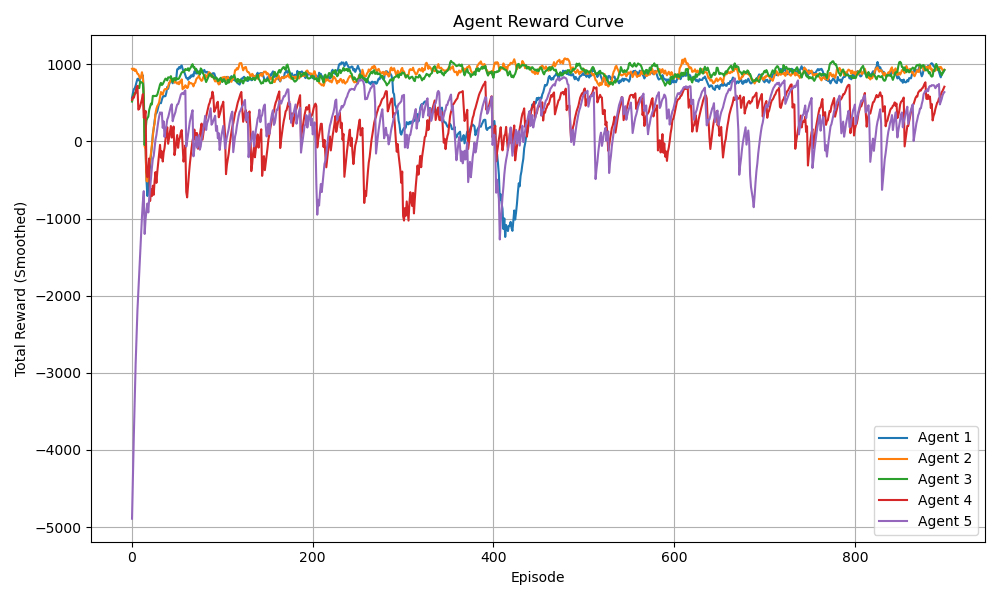 Agent Reward Curve
Total Reward (Smoothed)
1000
0
−1000
−2000
−3000
−4000
−5000
0 200 400 600 800
Episode
Agent 1
Agent 2
Agent 3
Agent 4
Agent 5